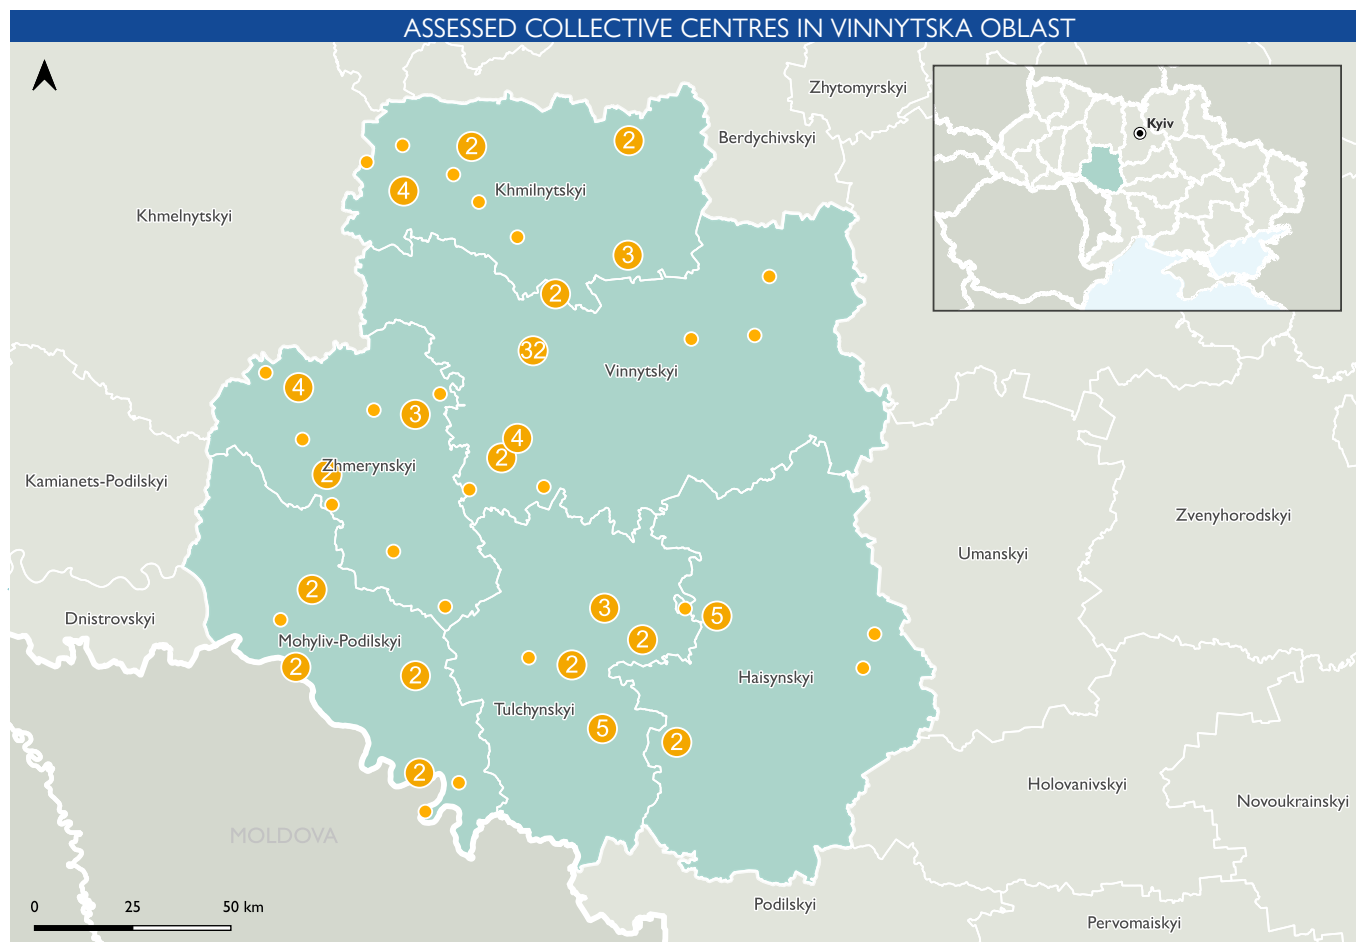 ASSESSED COLLECTIVE CENTRES IN VINNYTSKA OBLAST
Zhytomyrskyi
Kyiv
Berdychivskyi
2
2
4
Khmilnytskyi
Khmelnytskyi
3
2
32
Vinnytskyi
4
3
4
2
Zhmerynskyi
2
Kamianets-Podilskyi
Zvenyhorodskyi
Umanskyi
2
3
5
Dnistrovskyi
Mohyliv-Podilskyi
2
2
2
2
Haisynskyi
Tulchynskyi
5
2
2
Holovanivskyi
Novoukrainskyi
MOLDOVA
Podilskyi
Pervomaiskyi
0 25 50 km